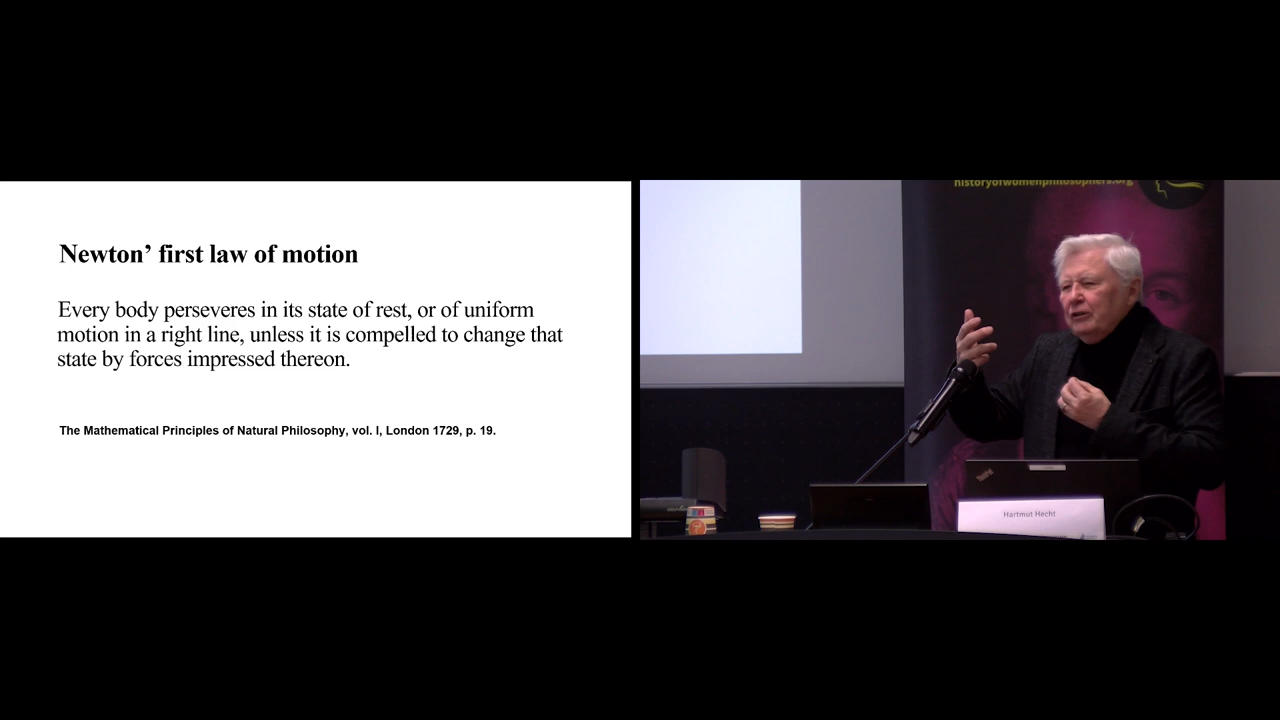 Newton’ first law of motion
Every body perseveres in its state of rest, or of uniform
motion in a right line, unless it is compelled to change that
state by forces impressed thereon.
The Mathematical Principles of Natural Philosophy, vol. I, London 1729, p. 19.
historyofwomenphilosophers.org
ThinkPad
Hartmut Hecht